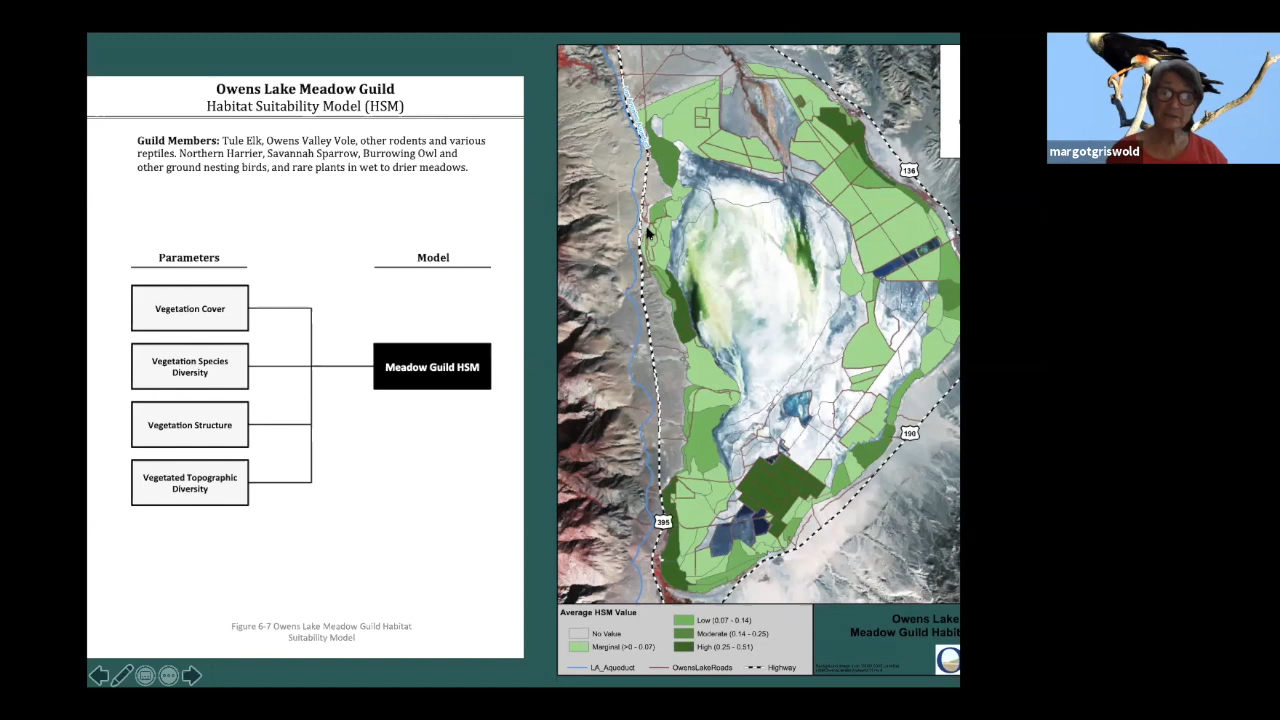 Owens Lake Meadow Guild
Habitat Suitability Model (HSM)
Guild Members: Tule Elk, Owens Valley Vole, other rodents and various
reptiles. Northern Harrier, Savannah Sparrow, Burrowing Owl and
other ground nesting birds, and rare plants in wet to drier meadows.
Parameters
Model
Vegetation Cover
Vegetation Species
Diversity
Vegetation Structure
Vegetated Topographic
Diversity
Meadow Guild HSM
Figure 6-7 Owens Lake Meadow Guild Habitat
Suitability Model
136
190
395
Average HSM Value
No Value
Marginal (>0 - 0.07)
Low (0.07 - 0.14)
Moderate (0.14 - 0.25)
High (0.25 - 0.51)
LA_Aqueduct
OwensLakeRoads
Highway
Owens Lake
Meadow Guild Habit
margotgriswold